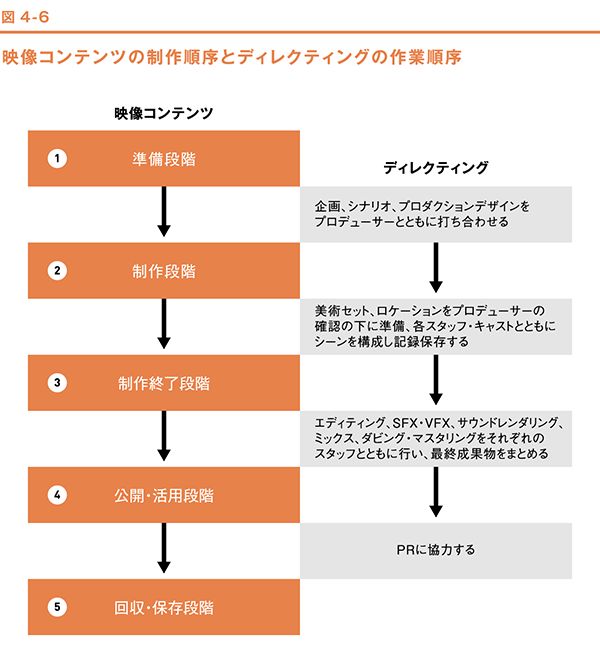 図 4-6
映像コンテンツの制作順序とディレクティングの作業順序
映像コンテンツ
1 準備段階
ディレクティング
企画、シナリオ、プロダクションデザインを
プロデューサーとともに打ち合わせる
2 制作段階
美術セット、ロケーションをプロデューサーの
確認の下に準備、各スタッフ・キャストとともに
シーンを構成し記録保存する
3 制作終了段階
エディティング、SFX・VFX、サウンドレンダリング、
ミックス、ダビング・マスタリングをそれぞれの
スタッフとともに行い、最終成果物をまとめる
4 公開・活用段階
PRに協力する
5 回収・保存段階